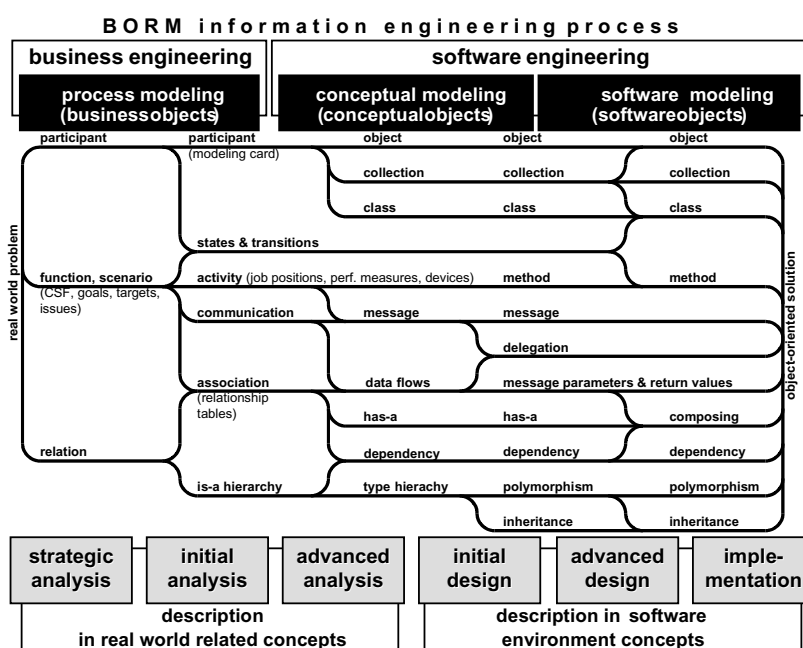 BORM information engineering process
business engineering software engineering
process modeling conceptual modeling software modeling
(businessobjects) (conceptualobjects) (softwareobjects)
participant participant object object object
(modeling card)
collection collection collection
class class class
states & transitions
function, scenario activity (job positions, perf. measures, devices) method method
(CSF, goals, targets,
issues)
communication message message
delegation
association data flows message parameters & return values
(relationship
tables)
has-a has-a composing
relation dependency dependency dependency
is-a hierarchy type hierachy polymorphism polymorphism
inheritance inheritance
real world problem
object-oriented solution
strategic initial advanced initial advanced imple-
analysis analysis analysis design design mentation
description description in software
in real world related concepts environment concepts